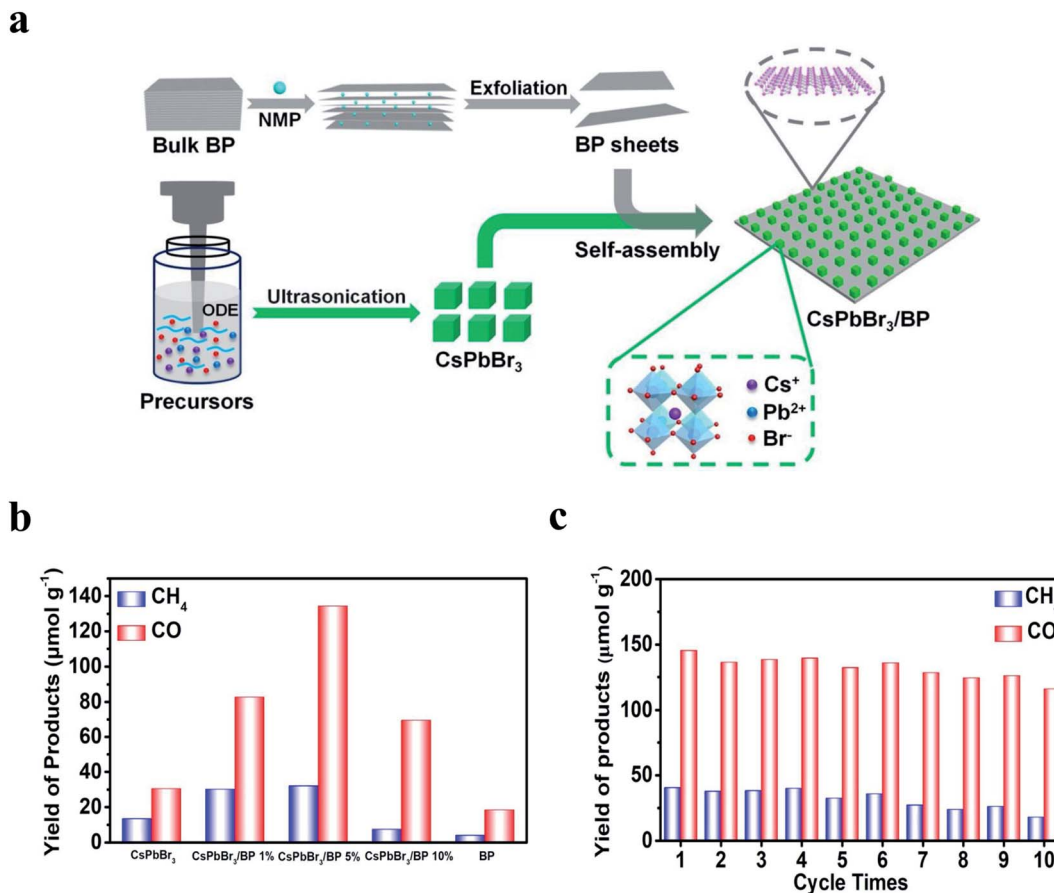 a
Exfoliation
NMP
Bulk BP
BP sheets
Self-assembly
ODE
Ultrasonication
CsPbBr₃
CsPbBr₃/BP
Precursors
Cs⁺
Pb²⁺
Br⁻
b
Yield of Products (μmol g⁻¹)
140
120
100
80
60
40
20
0
CH₄
CO
CsPbBr₃
CsPbBr₃/BP 1%
CsPbBr₃/BP 5%
CsPbBr₃/BP 10%
BP
c
Yield of products (μmol g⁻¹)
200
150
100
50
0
CH
CO
1 2 3 4 5 6 7 8 9 10
Cycle Times